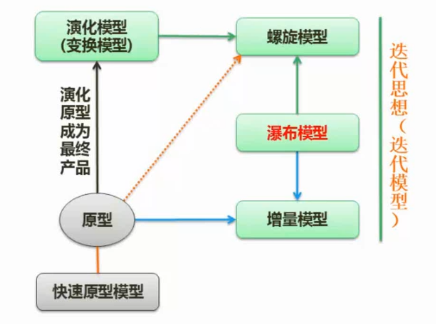 演化模型
(变换模型)
螺旋模型
演化
原型
成为
最终
产品
瀑布模型
原型
增量模型
快速原型模型
迭代思想(迭代模型)